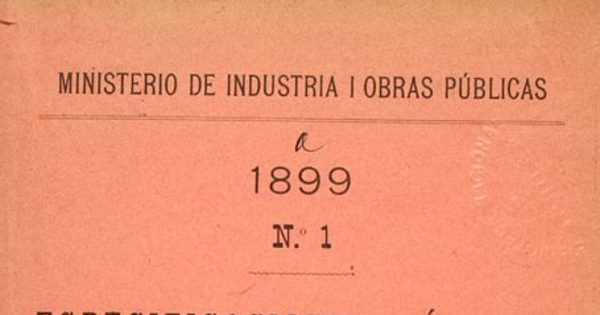 MINISTERIO DE INDUSTRIA I OBRAS PÚBLICAS
a
1899
N.º 1